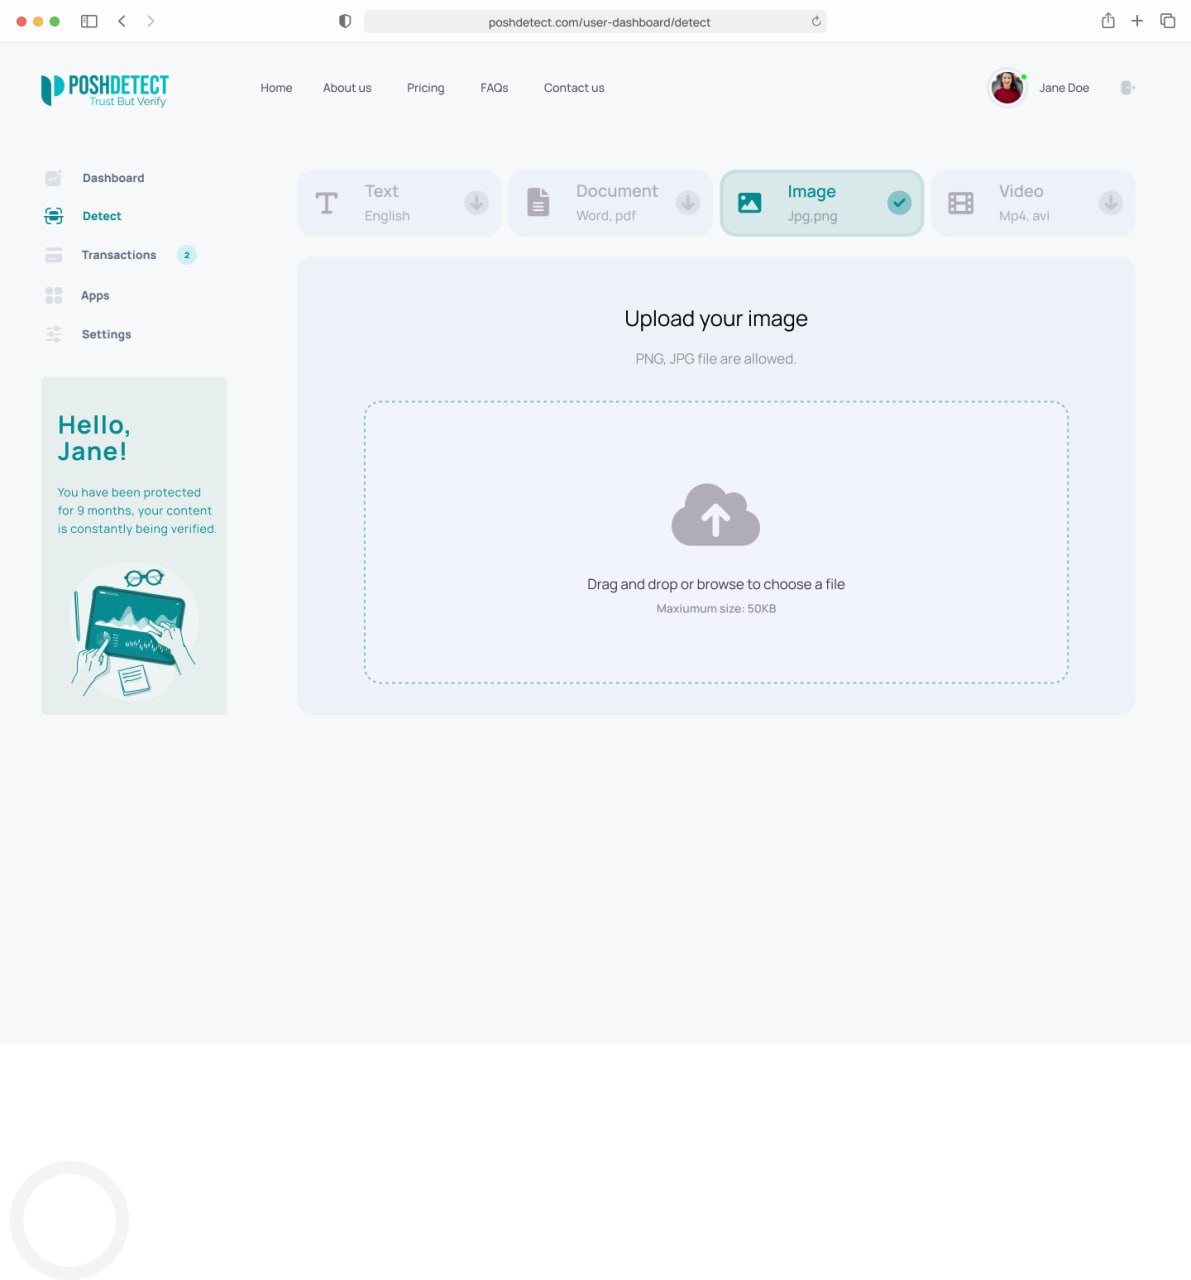 poshdetect.com/user-dashboard/detect
POSHDETECT
Trust But Verify
Home About us Pricing FAQs Contact us
Jane Doe
Dashboard
Detect
Transactions 2
Apps
Settings
Hello,
Jane!
You have been protected
for 9 months, your content
is constantly being verified.
Text
English
Document
Word, pdf
Image
Jpg.png
Video
Mp4, avi
Upload your image
PNG, JPG file are allowed.
Drag and drop or browse to choose a file
Maxiumum size: 50KB